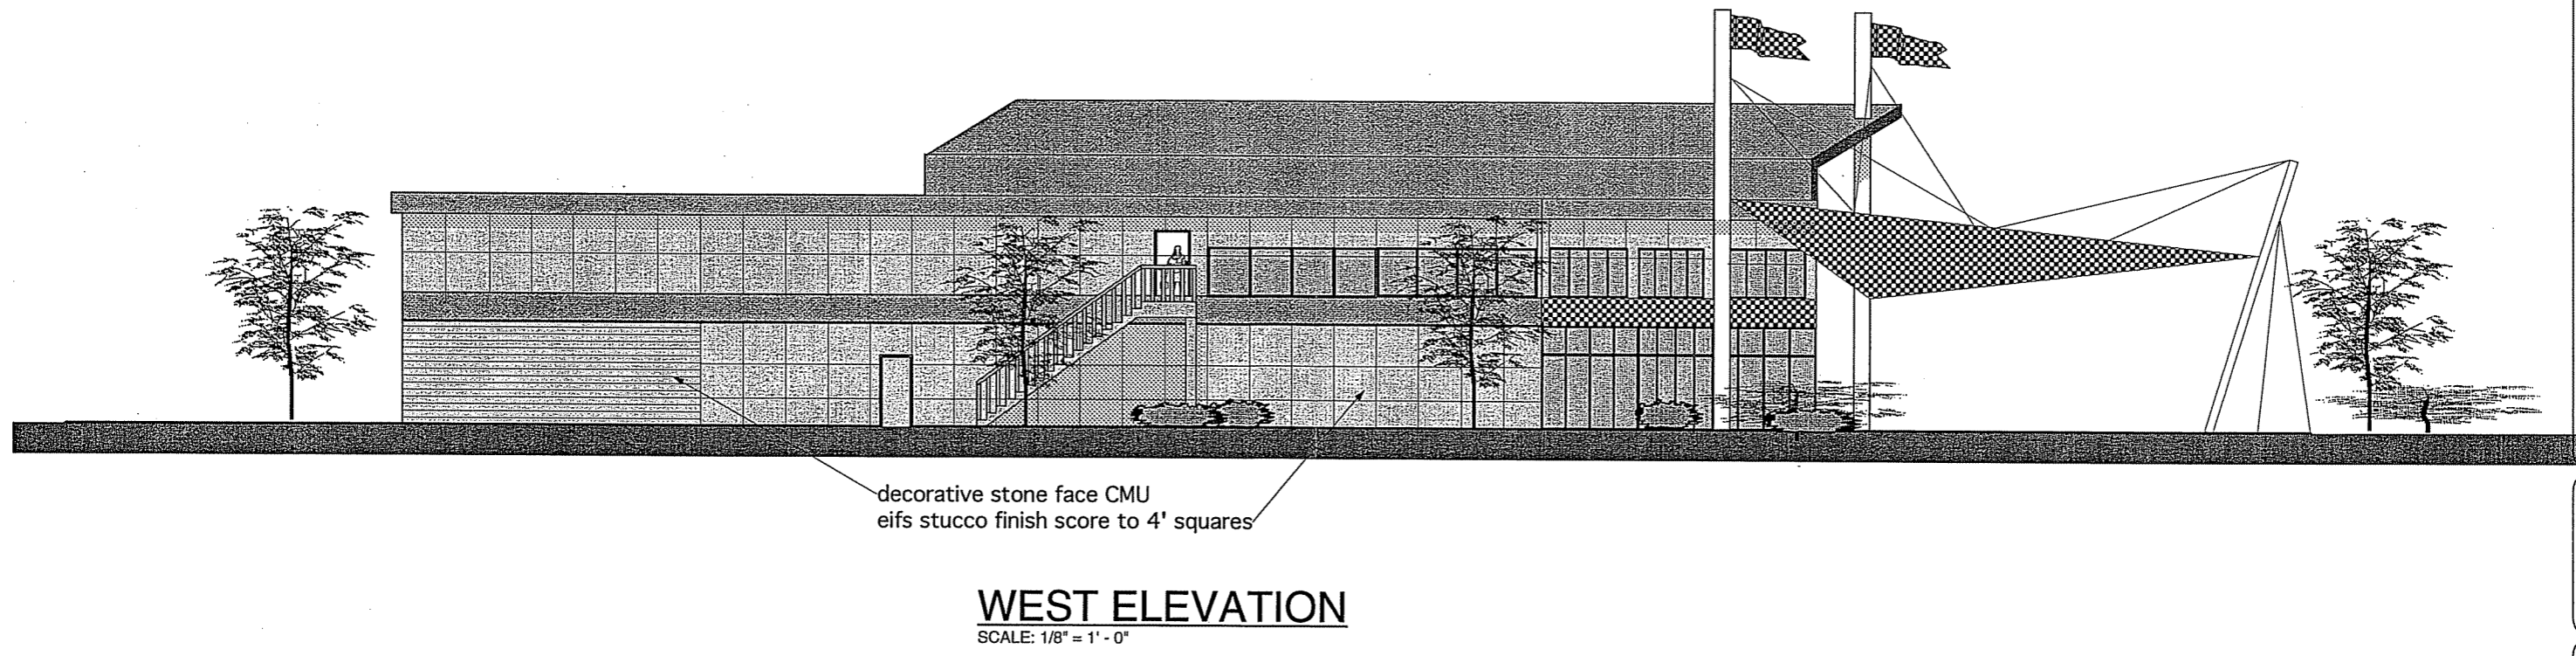 decorative stone face CMU
eifs stucco finish score to 4' squares
WEST ELEVATION
SCALE: 1/8" = 1' - 0"